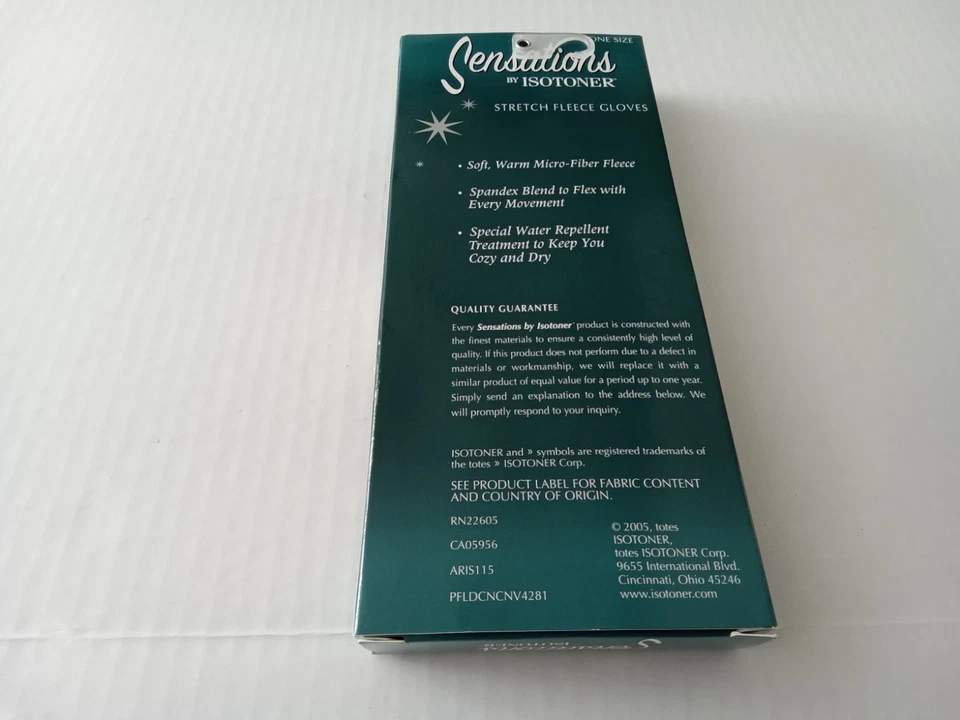 ONE SIZE
Sensations
BY ISOTONER
STRETCH FLEECE GLOVES
• Soft, Warm Micro-Fiber Fleece
• Spandex Blend to Flex with
Every Movement
• Special Water Repellent
Treatment to Keep You
Cozy and Dry
QUALITY GUARANTEE
Every Sensations by Isotoner product is constructed with
the finest materials to ensure a consistently high level of
quality. If this product does not perform due to a defect in
materials or workmanship, we will replace it with a
similar product of equal value for a period up to one year.
Simply send an explanation to the address below. We
will promptly respond to your inquiry.
ISOTONER and » symbols are registered trademarks of
the totes » ISOTONER Corp.
SEE PRODUCT LABEL FOR FABRIC CONTENT
AND COUNTRY OF ORIGIN.
RN22605
CA05956
ARIS115
PFLDCNCNV4281
© 2005, totes
ISOTONER,
totes ISOTONER Corp.
9655 International Blvd.
Cincinnati, Ohio 45246
www.isotoner.com
Sensations
ISOTONER